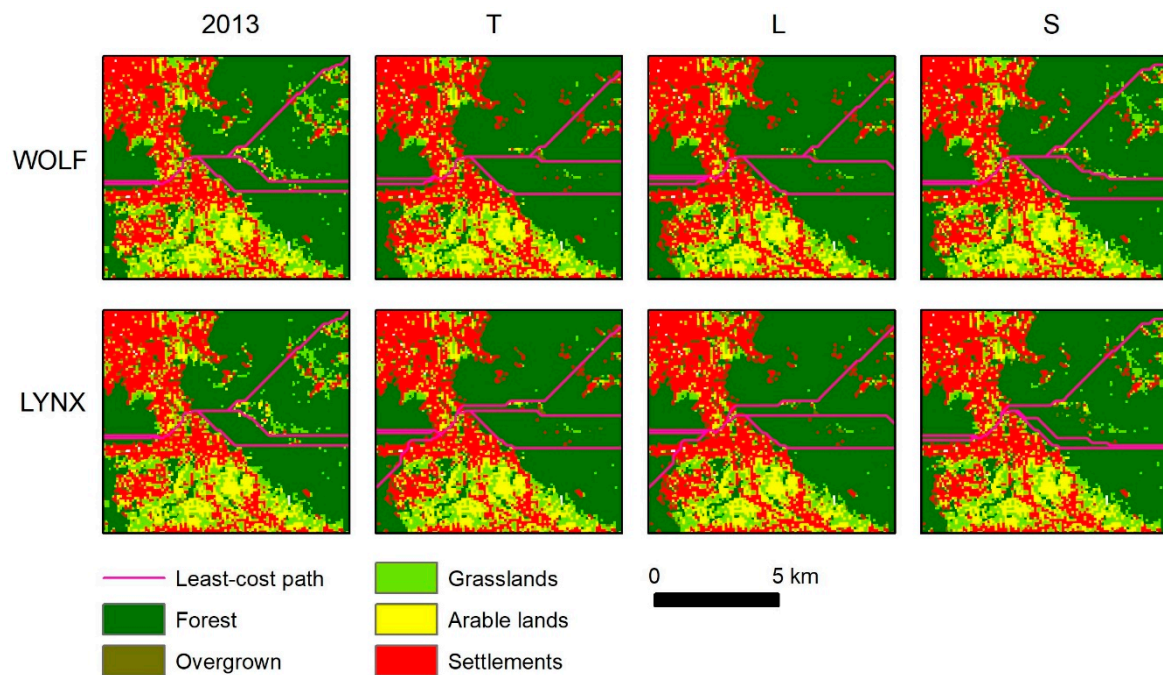 2013 T L S
WOLF
LYNX
Least-cost path Grasslands 0 5 km
Forest Arable lands
Overgrown Settlements